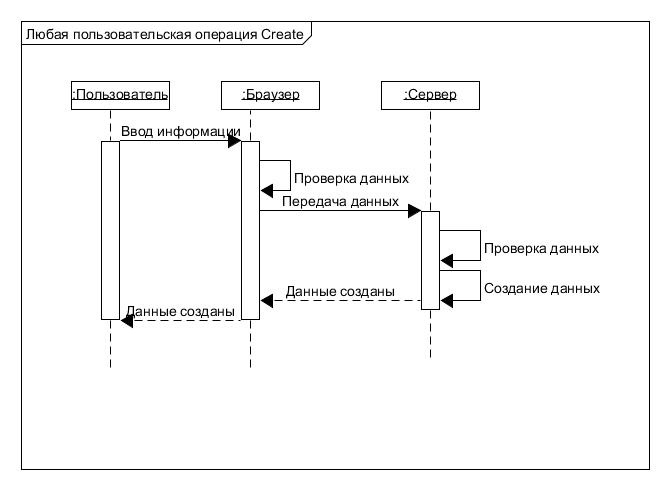 Любая пользовательская операция Create
:Пользователь
:Браузер
:Сервер
Ввод информации
Проверка данных
Передача данных
Проверка данных
Создание данных
Данные созданы
Данные созданы